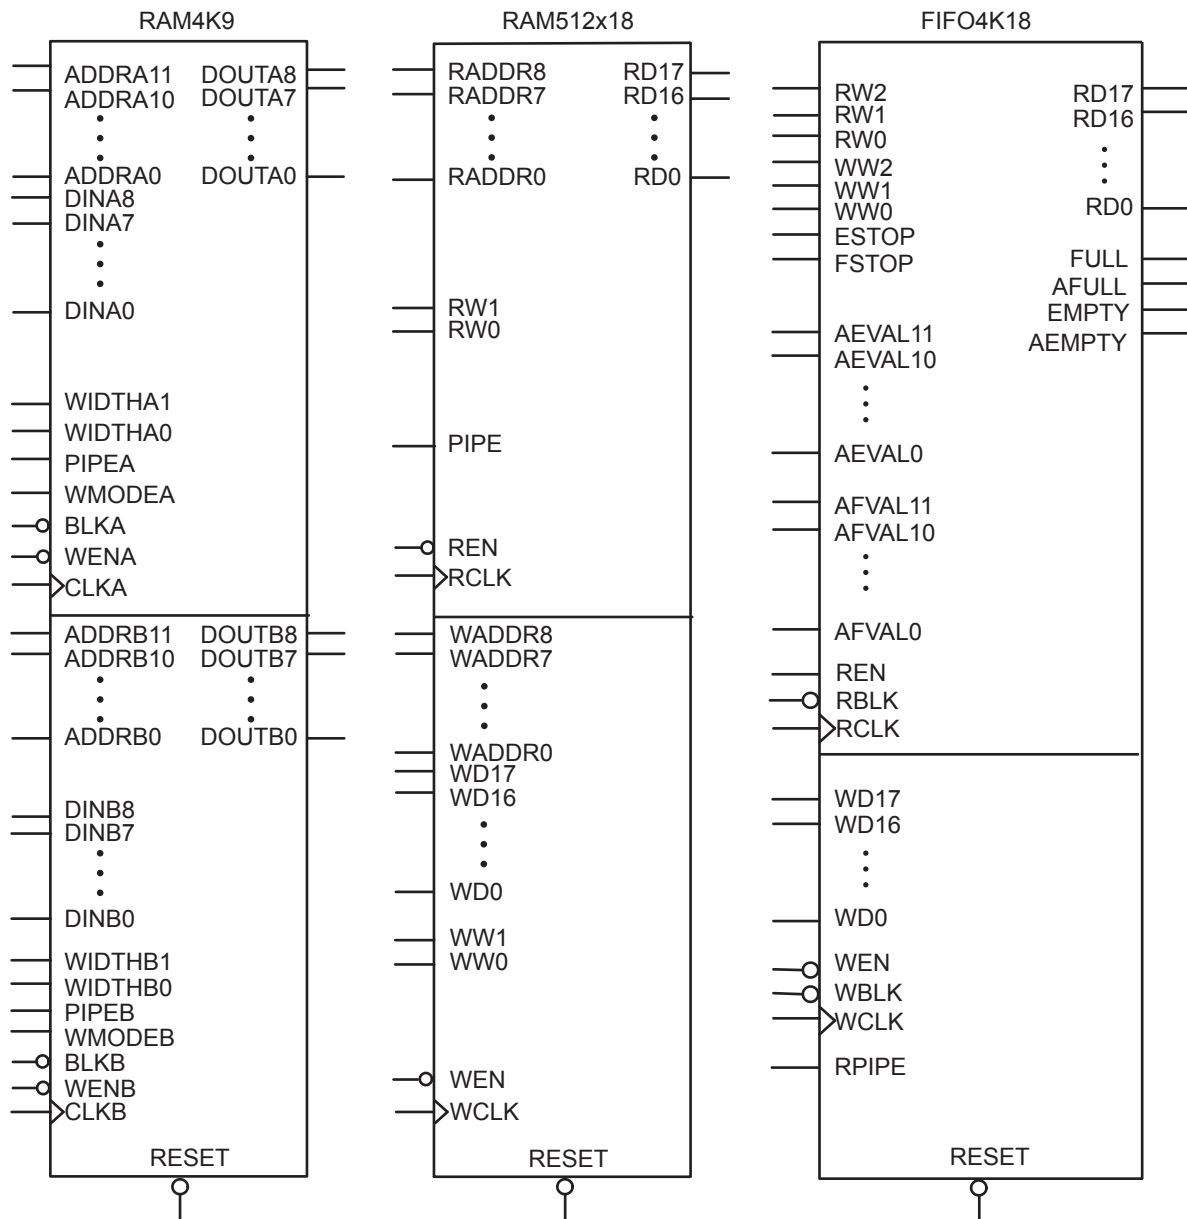 RAM4K9
ADDRA11 DOUTA8
ADDRA10 DOUTA7
ADDRA0 DOUTA0
DINA8
DINA7
DINA0
WIDTHA1
WIDTHA0
PIPEA
WMODEA
BLKA
WENA
CLKA
ADDRB11 DOUTB8
ADDRB10 DOUTB7
ADDRB0 DOUTB0
DINB8
DINB7
DINB0
WIDTHB1
WIDTHB0
PIPEB
WMODEB
BLKB
WENB
CLKB
RESET
RAM512x18
RADDR8 RD17
RADDR7 RD16
RADDR0 RD0
RW1
RW0
PIPE
REN
RCLK
WADDR8
WADDR7
WADDR0
WD17
WD16
WD0
WW1
WW0
WEN
WCLK
RESET
FIFO4K18
RW2 RD17
RW1 RD16
RW0
WW2
WW1
WW0 RD0
ESTOP
FSTOP FULL
AFULL
EMPTY
AEVAL11 AEMPTY
AEVAL10
AEVAL0
AFVAL11
AFVAL10
AFVAL0
REN
RBLK
RCLK
WD17
WD16
WD0
WEN
WBLK
WCLK
RPIPE
RESET